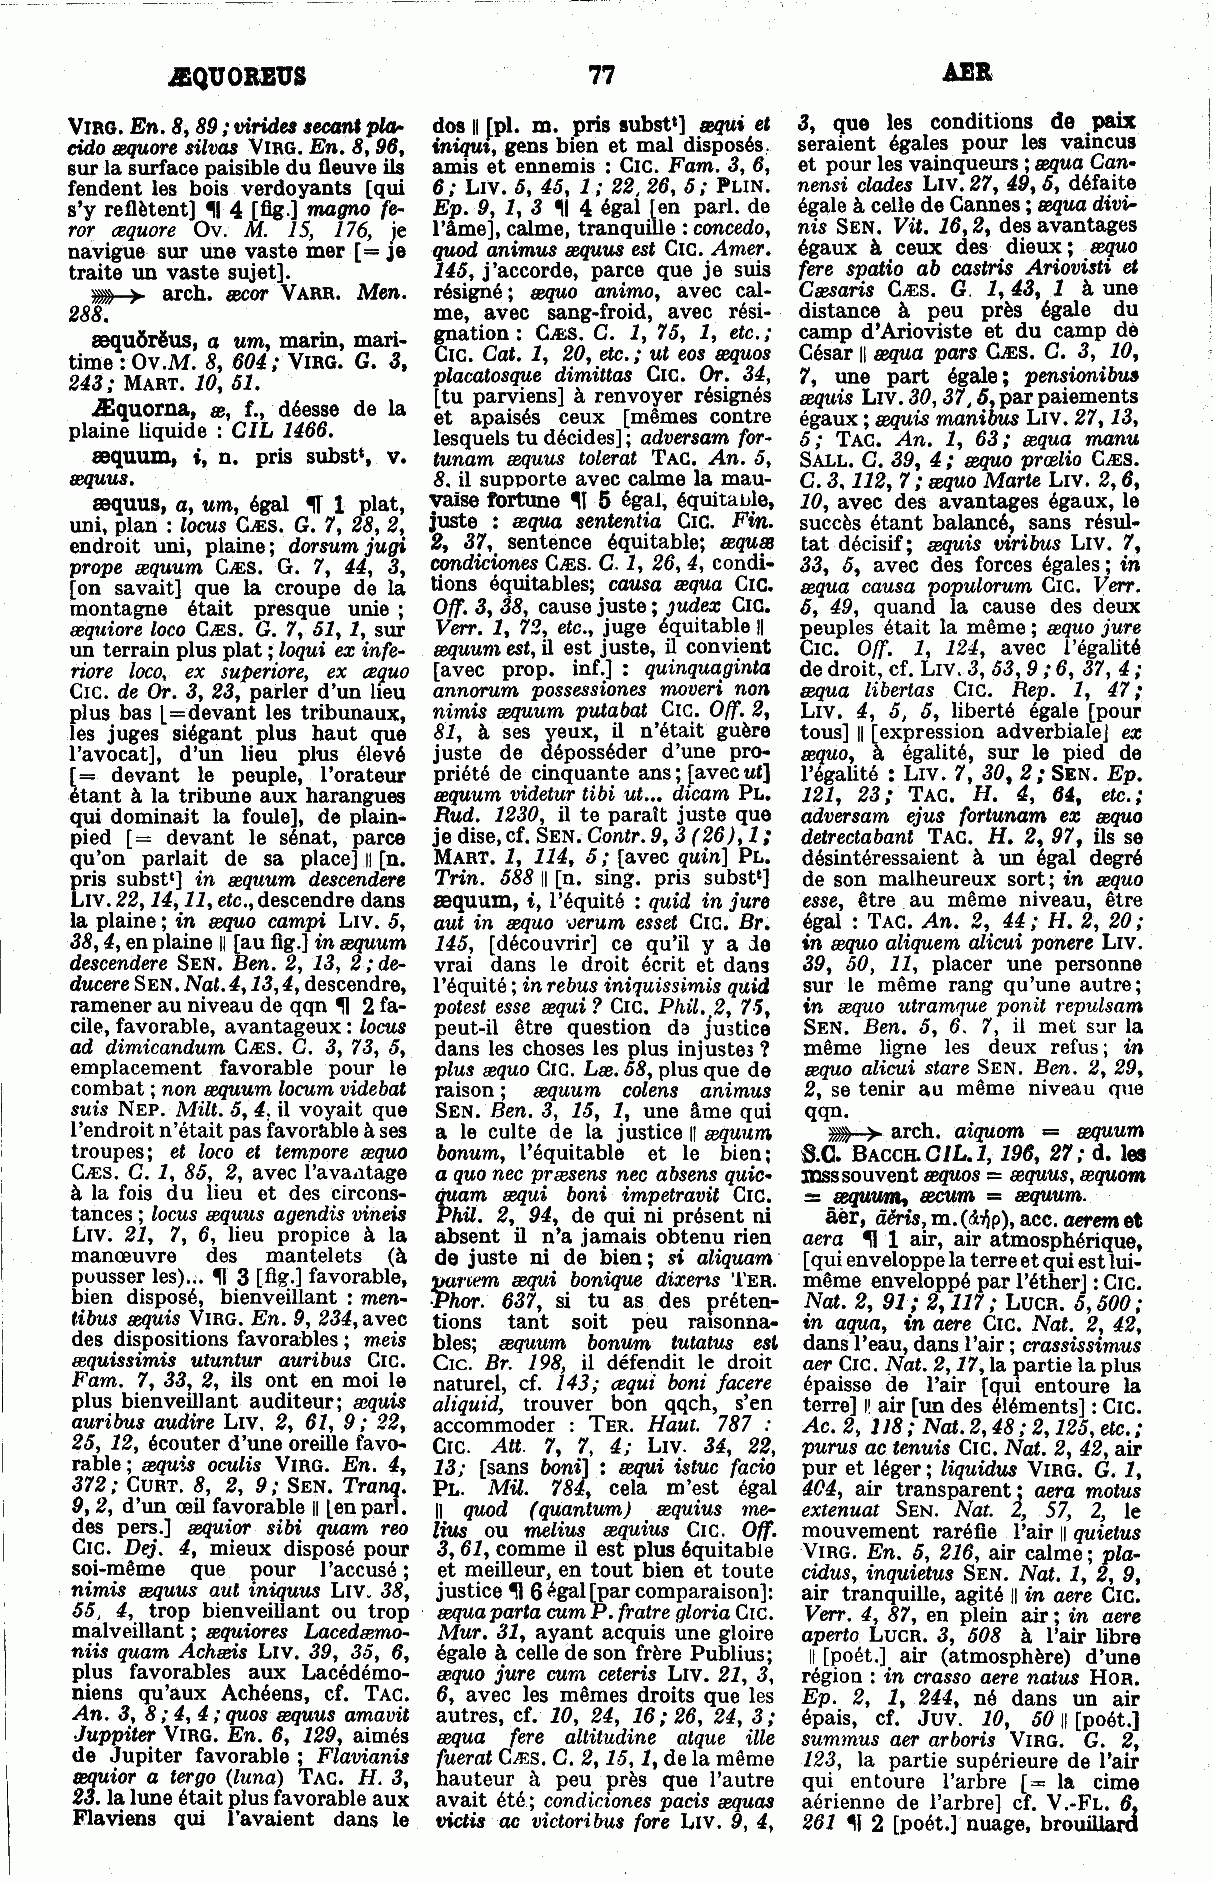 ÆQUOREUS
77
AER
VIRG. En. 8, 89 ; virides secant pla-
cido æquore silvas VIRG. En. 8, 96,
sur la surface paisible du fleuve ils
fendent les bois verdoyants [qui
s'y reflètent] ¶ 4 [fig.] magno fe-
ror æquore Ov. M. 15, 176, je
navigue sur une vaste mer [= je
traite un vaste sujet].
arch. æcor VARR. Men.
288.
æquŏrĕus, a um, marin, mari-
time : Ov.M. 8, 604 ; VIRG. G. 3,
243 ; MART. 10, 51.
Æquorna, æ, f., déesse de la
plaine liquide : CIL 1466.
æquum, i, n. pris substᵗ, v.
æquus.
æquus, a, um, égal ¶ 1 plat,
uni, plan : locus CÆS. G. 7, 28, 2,
endroit uni, plaine ; dorsum jugi
prope æquum CÆS. G. 7, 44, 3,
[on savait] que la croupe de la
montagne était presque unie ;
æquiore loco CÆS. G. 7, 51, 1, sur
un terrain plus plat ; loqui ex infe-
riore loco, ex superiore, ex æquo
CIC. de Or. 3, 23, parler d'un lieu
plus bas [=devant les tribunaux,
les juges siégant plus haut que
l'avocat], d'un lieu plus élevé
[= devant le peuple, l'orateur
étant à la tribune aux harangues
qui dominait la foule], de plain-
pied [= devant le sénat, parce
qu'on parlait de sa place] || [n.
pris substᵗ] in æquum descendere
LIV. 22, 14, 11, etc., descendre dans
la plaine ; in æquo campi LIV. 5,
38, 4, en plaine || [au fig.] in æquum
descendere SEN. Ben. 2, 13, 2 ; de-
ducere SEN. Nat. 4, 13, 4, descendre,
ramener au niveau de qqn ¶ 2 fa-
cile, favorable, avantageux : locus
ad dimicandum CÆS. C. 3, 73, 5,
emplacement favorable pour le
combat ; non æquum locum videbat
suis NEP. Milt. 5, 4, il voyait que
l'endroit n'était pas favorable à ses
troupes; et loco et tempore æquo
CÆS. C. 1, 85, 2, avec l'avantage
à la fois du lieu et des circons-
tances ; locus æquus agendis vineis
LIV. 21, 7, 6, lieu propice à la
manœuvre des mantelets (à
pousser les)... ¶ 3 [fig.] favorable,
bien disposé, bienveillant : men-
tibus æquis VIRG. En. 9, 234, avec
des dispositions favorables ; meis
æquissimis utuntur auribus CIC.
Fam. 7, 33, 2, ils ont en moi le
plus bienveillant auditeur; æquis
auribus audire LIV. 2, 61, 9 ; 22,
25, 12, écouter d'une oreille favo-
rable ; æquis oculis VIRG. En. 4,
372 ; CURT. 8, 2, 9 ; SEN. Tranq.
9, 2, d'un œil favorable || [en parl.
des pers.] æquior sibi quam reo
CIC. Dej. 4, mieux disposé pour
soi-même que pour l'accusé ;
nimis æquus aut iniquus LIV. 38,
55, 4, trop bienveillant ou trop
malveillant ; æquiores Lacedæmo-
niis quam Achæis LIV. 39, 35, 6,
plus favorables aux Lacédémo-
niens qu'aux Achéens, cf. TAC.
An. 3, 8 ; 4, 4 ; quos æquus amavit
Juppiter VIRG. En. 6, 129, aimés
de Jupiter favorable ; Flavianis
æquior a tergo (luna) TAC. H. 3,
23. la lune était plus favorable aux
Flaviens qui l'avaient dans le
dos || [pl. m. pris substᵗ] æqui et
iniqui, gens bien et mal disposés,
amis et ennemis : CIC. Fam. 3, 6,
6 ; LIV. 5, 45, 1 ; 22, 26, 5 ; PLIN.
Ep. 9, 1, 3 ¶ 4 égal [en parl. de
l'âme], calme, tranquille : concedo,
quod animus æquus est CIC. Amer.
145, j'accorde, parce que je suis
résigné ; æquo animo, avec cal-
me, avec sang-froid, avec rési-
gnation : CÆS. C. 1, 75, 1, etc. ;
CIC. Cat. 1, 20, etc. ; ut eos æquos
placatosque dimittas CIC. Or. 34,
[tu parviens] à renvoyer résignés
et apaisés ceux [mêmes contre
lesquels tu décides] ; adversam for-
tunam æquus tolerat TAC. An. 5,
8, il supporte avec calme la mau-
vaise fortune ¶ 5 égal, équitable,
juste : æqua sententia CIC. Fin.
2, 37, sentence équitable; æquæ
condiciones CÆS. C. 1, 26, 4, condi-
tions équitables; causa æqua CIC.
Off. 3, 38, cause juste ; judex CIC.
Verr. 1, 72, etc., juge équitable ||
æquum est, il est juste, il convient
[avec prop. inf.] : quinquaginta
annorum possessiones moveri non
nimis æquum putabat CIC. Off. 2,
81, à ses yeux, il n'était guère
juste de déposséder d'une pro-
priété de cinquante ans ; [avec ut]
æquum videtur tibi ut... dicam PL.
Rud. 1230, il te paraît juste que
je dise, cf. SEN. Contr. 9, 3 (26), 1 ;
MART. 1, 114, 5 ; [avec quin] PL.
Trin. 588 || [n. sing. pris substᵗ]
æquum, i, l'équité : quid in jure
aut in æquo verum esset CIC. Br.
145, [découvrir] ce qu'il y a de
vrai dans le droit écrit et dans
l'équité ; in rebus iniquissimis quid
potest esse æqui ? CIC. Phil. 2, 75,
peut-il être question de justice
dans les choses les plus injustes ?
plus æquo CIC. Læ. 58, plus que de
raison ; æquum colens animus
SEN. Ben. 3, 15, 1, une âme qui
a le culte de la justice || æquum
bonum, l'équitable et le bien;
a quo nec præsens nec absens quic-
quam æqui boni impetravit CIC.
Phil. 2, 94, de qui ni présent ni
absent il n'a jamais obtenu rien
de juste ni de bien ; si aliquam
partem æqui bonique dixeris TER.
Phor. 637, si tu as des préten-
tions tant soit peu raisonna-
bles; æquum bonum tutatus est
CIC. Br. 198, il défendit le droit
naturel, cf. 143; æqui boni facere
aliquid, trouver bon qqch, s'en
accommoder : TER. Haut. 787 :
CIC. Att. 7, 7, 4; LIV. 34, 22,
13; [sans boni] : æqui istuc facio
PL. Mil. 784, cela m'est égal
|| quod (quantum) æquius me-
lius ou melius æquius CIC. Off.
3, 61, comme il est plus équitable
et meilleur, en tout bien et toute
justice ¶ 6 égal [par comparaison]:
æqua parta cum P. fratre gloria CIC.
Mur. 31, ayant acquis une gloire
égale à celle de son frère Publius;
æquo jure cum ceteris LIV. 21, 3,
6, avec les mêmes droits que les
autres, cf. 10, 24, 16 ; 26, 24, 3 ;
æqua fere altitudine atque ille
fuerat CÆS. C. 2, 15, 1, de la même
hauteur à peu près que l'autre
avait été ; condiciones pacis æquas
victis ac victoribus fore LIV. 9, 4,
3, que les conditions de paix
seraient égales pour les vaincus
et pour les vainqueurs ; æqua Can-
nensi clades LIV. 27, 49, 5, défaite
égale à celle de Cannes ; æqua divi-
nis SEN. Vit. 16, 2, des avantages
égaux à ceux des dieux ; æquo
fere spatio ab castris Ariovisti et
Cæsaris CÆS. G. 1, 43, 1 à une
distance à peu près égale du
camp d'Arioviste et du camp de
César || æqua pars CÆS. C. 3, 10,
7, une part égale ; pensionibus
æquis LIV. 30, 37, 5, par paiements
égaux ; æquis manibus LIV. 27, 13,
5 ; TAC. An. 1, 63 ; æqua manu
SALL. C. 39, 4 ; æquo prœlio CÆS.
C. 3, 112, 7 ; æquo Marte LIV. 2, 6,
10, avec des avantages égaux, le
succès étant balancé, sans résul-
tat décisif ; æquis viribus LIV. 7,
33, 5, avec des forces égales ; in
æqua causa populorum CIC. Verr.
5, 49, quand la cause des deux
peuples était la même ; æquo jure
CIC. Off. 1, 124, avec l'égalité
de droit, cf. LIV. 3, 53, 9 ; 6, 37, 4 ;
æqua libertas CIC. Rep. 1, 47 ;
LIV. 4, 5, 5, liberté égale [pour
tous] || [expression adverbiale] ex
æquo, à égalité, sur le pied de
l'égalité : LIV. 7, 30, 2 ; SEN. Ep.
121, 23 ; TAC. H. 4, 64, etc. ;
adversam ejus fortunam ex æquo
detrectabant TAC. H. 2, 97, ils se
désintéressaient à un égal degré
de son malheureux sort ; in æquo
esse, être au même niveau, être
égal : TAC. An. 2, 44 ; H. 2, 20 ;
in æquo aliquem alicui ponere LIV.
39, 50, 11, placer une personne
sur le même rang qu'une autre ;
in æquo utramque ponit repulsam
SEN. Ben. 5, 6, 7, il met sur la
même ligne les deux refus ; in
æquo alicui stare SEN. Ben. 2, 29,
2, se tenir au même niveau que
qqn.
arch. aiquom = æquum
S.C. BACCH. CIL. 1, 196, 27 ; d. les
mss souvent æquos = æquus, æquom
= æquum, æcum = æquum.
āēr, āĕris, m. (ἀήρ), acc. aerem et
aera ¶ 1 air, air atmosphérique,
[qui enveloppe la terre et qui est lui-
même enveloppé par l'éther] : CIC.
Nat. 2, 91 ; 2, 117 ; LUCR. 5, 500 ;
in aqua, in aere CIC. Nat. 2, 42,
dans l'eau, dans l'air ; crassissimus
aer CIC. Nat. 2, 17, la partie la plus
épaisse de l'air [qui entoure la
terre] || air [un des éléments] : CIC.
Ac. 2, 118 ; Nat. 2, 48 ; 2, 125, etc. ;
purus ac tenuis CIC. Nat. 2, 42, air
pur et léger ; liquidus VIRG. G. 1,
404, air transparent ; aera motus
extenuat SEN. Nat. 2, 57, 2, le
mouvement raréfie l'air || quietus
VIRG. En. 5, 216, air calme ; pla-
cidus, inquietus SEN. Nat. 1, 2, 9,
air tranquille, agité || in aere CIC.
Verr. 4, 87, en plein air ; in aere
aperto LUCR. 3, 508 à l'air libre
|| [poét.] air (atmosphère) d'une
région : in crasso aere natus HOR.
Ep. 2, 1, 244, né dans un air
épais, cf. JUV. 10, 50 || [poét.]
summus aer arboris VIRG. G. 2,
123, la partie supérieure de l'air
qui entoure l'arbre [= la cime
aérienne de l'arbre] cf. V.-FL. 6,
261 ¶ 2 [poét.] nuage, brouillard